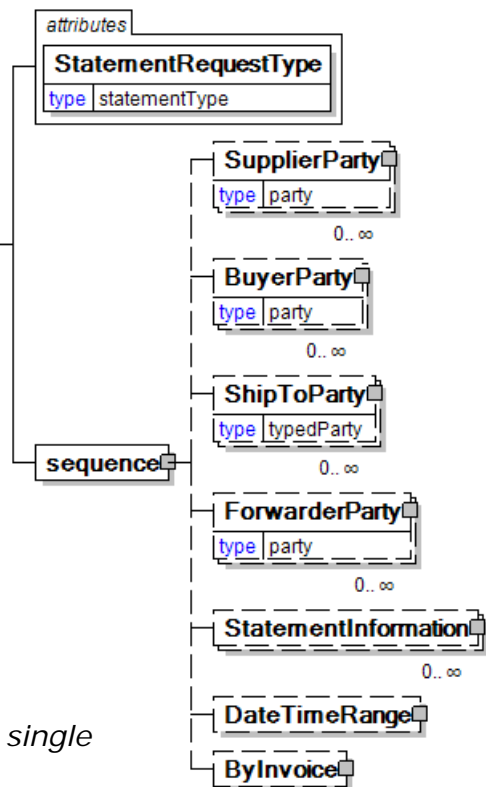 attributes
StatementRequestType
type statementType
SupplierParty
type party
0.. ∞
BuyerParty
type party
0.. ∞
ShipToParty
type typedParty
0.. ∞
sequence
ForwarderParty
type party
0.. ∞
StatementInformation
0.. ∞
DateTimeRange
single
ByInvoice